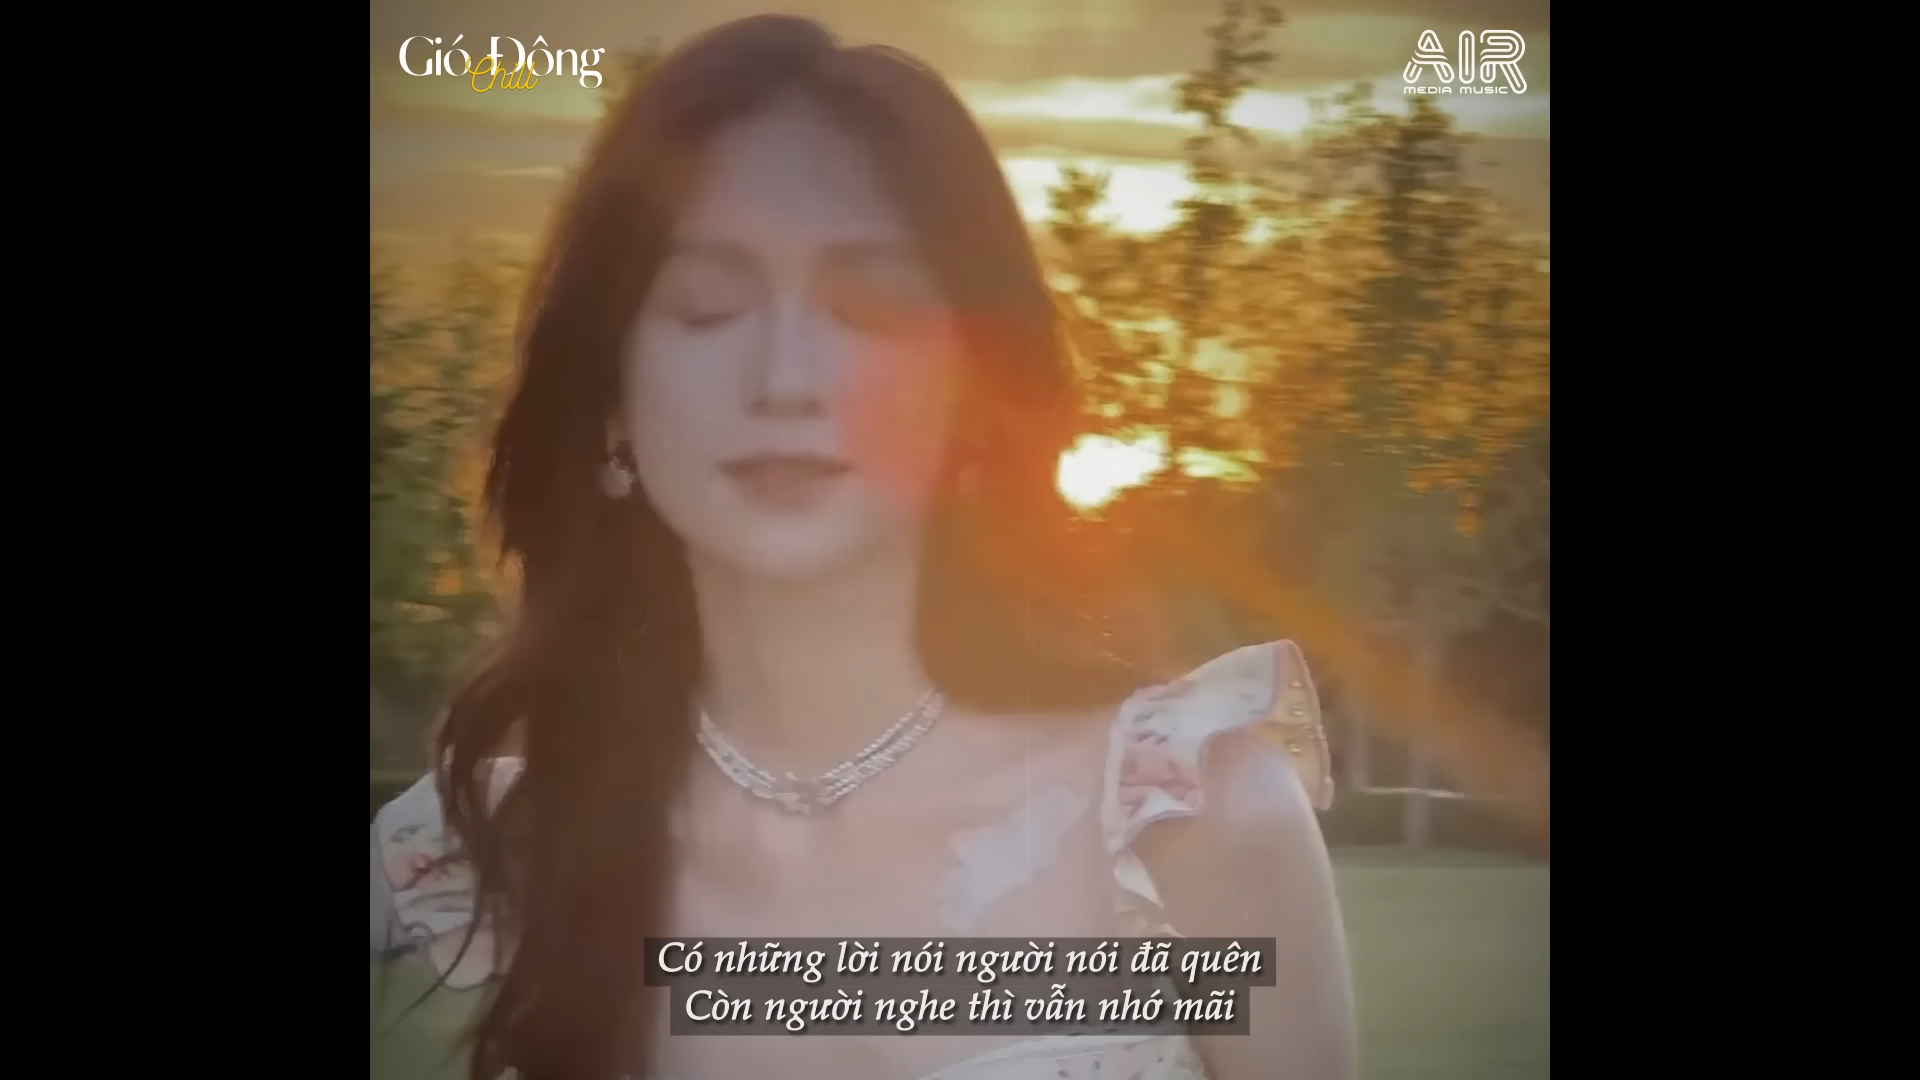 Gió Đông
Chill
AIR
MEDIA MUSIC
Có những lời nói người nói đã quên
Còn người nghe thì vẫn nhớ mãi